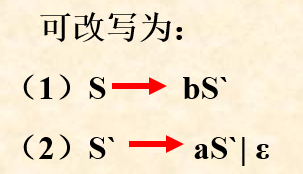 可改写为：
（1）S → bS`
（2）S` → aS`| ε